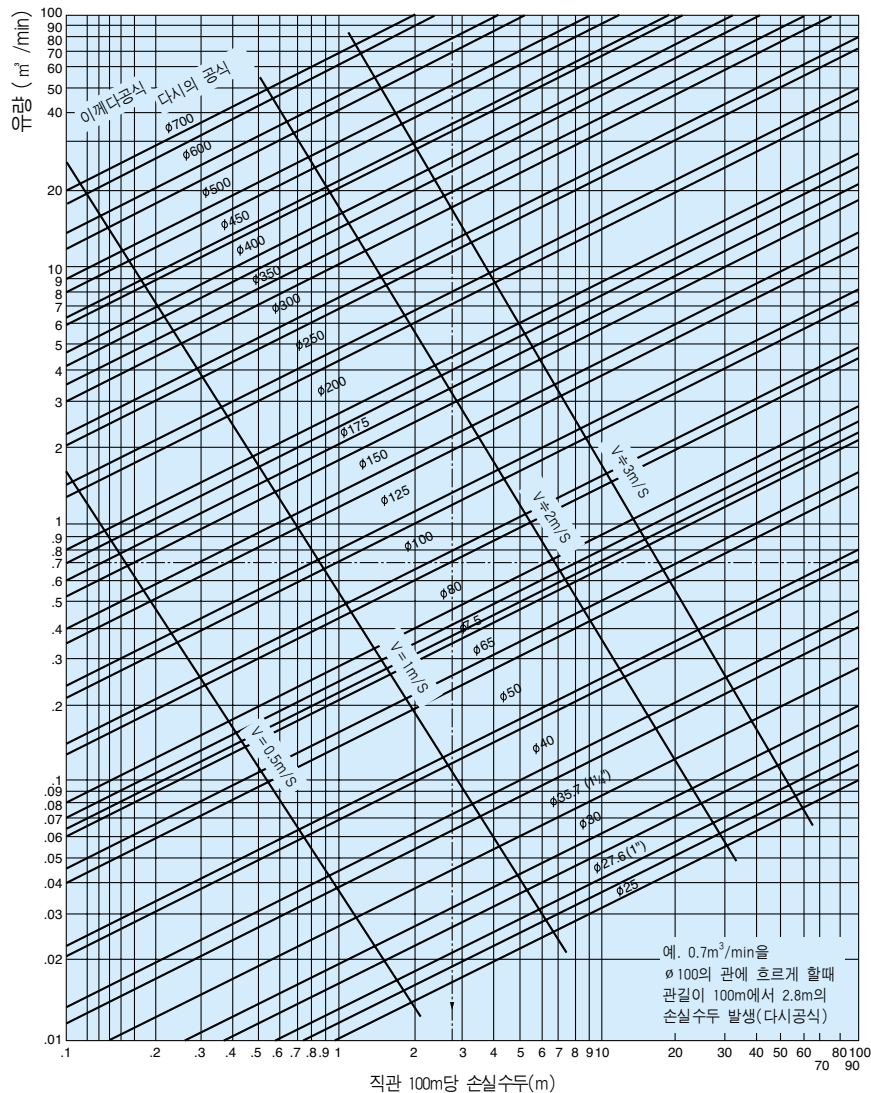 유량 ( ㎥ /min)
100
90
80
70
60
50
40
20
10
9
8
7
6
5
4
3
2
1
.9
.8
.7
.6
.5
.4
.3
.2
.1
.09
.08
.07
.06
.05
.04
.03
.02
.01
이께다공식 다시의 공식
ø700
ø600
ø500
ø450
ø400
ø350
ø300
ø250
ø200
ø175
ø150
ø125
ø100
ø80
ø65
ø50
ø40
ø35.7 (1¼")
ø30
ø27.6 (1")
ø25
V = 0.5m/S
V = 1m/S
V≑2m/S
V≑3m/S
예. 0.7m³/min을
ø 100의 관에 흐르게 할때
관길이 100m에서 2.8m의
손실수두 발생(다시공식)
.1 .2 .3 .4 .5 .6 .7 .8 .9 1 2 3 4 5 6 7 8 9 10 20 30 40 50 60 70 80 90 100
직관 100m당 손실수두(m)